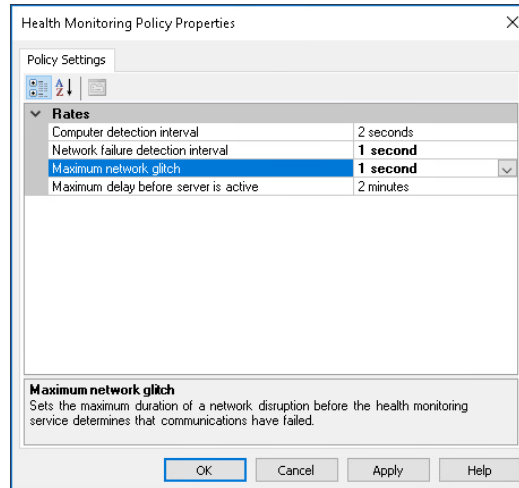 Health Monitoring Policy Properties
Policy Settings
Rates
Computer detection interval 2 seconds
Network failure detection interval 1 second
Maximum network glitch 1 second
Maximum delay before server is active 2 minutes
Maximum network glitch
Sets the maximum duration of a network disruption before the health monitoring
service determines that communications have failed.
OK Cancel Apply Help